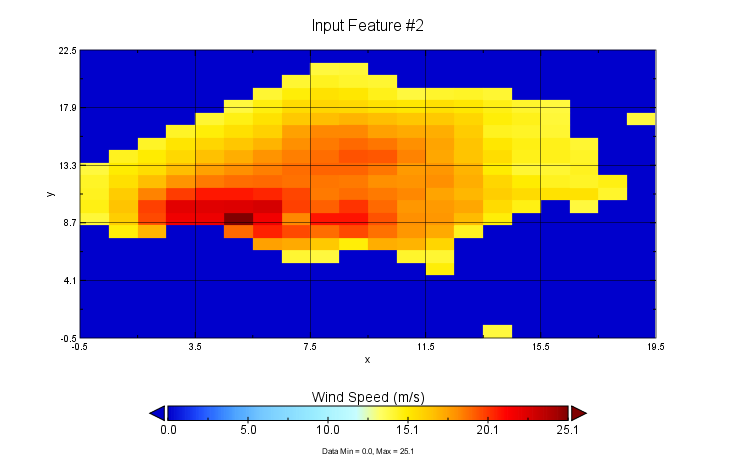 Input Feature #2
22.5
17.9
13.3
8.7
4.1
-0.5
y
-0.5 3.5 7.5 11.5 15.5 19.5
x
Wind Speed (m/s)
0.0 5.0 10.0 15.1 20.1 25.1
Data Min = 0.0, Max = 25.1